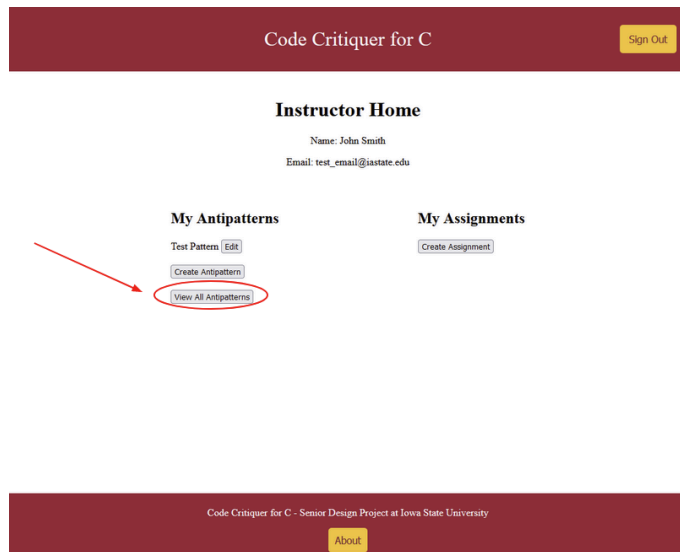 Code Critiquer for C
Sign Out
Instructor Home
Name: John Smith
Email: test_email@iastate.edu
My Antipatterns
Test Pattern Edit
Create Antipattern
View All Antipatterns
My Assignments
Create Assignment
Code Critiquer for C - Senior Design Project at Iowa State University
About